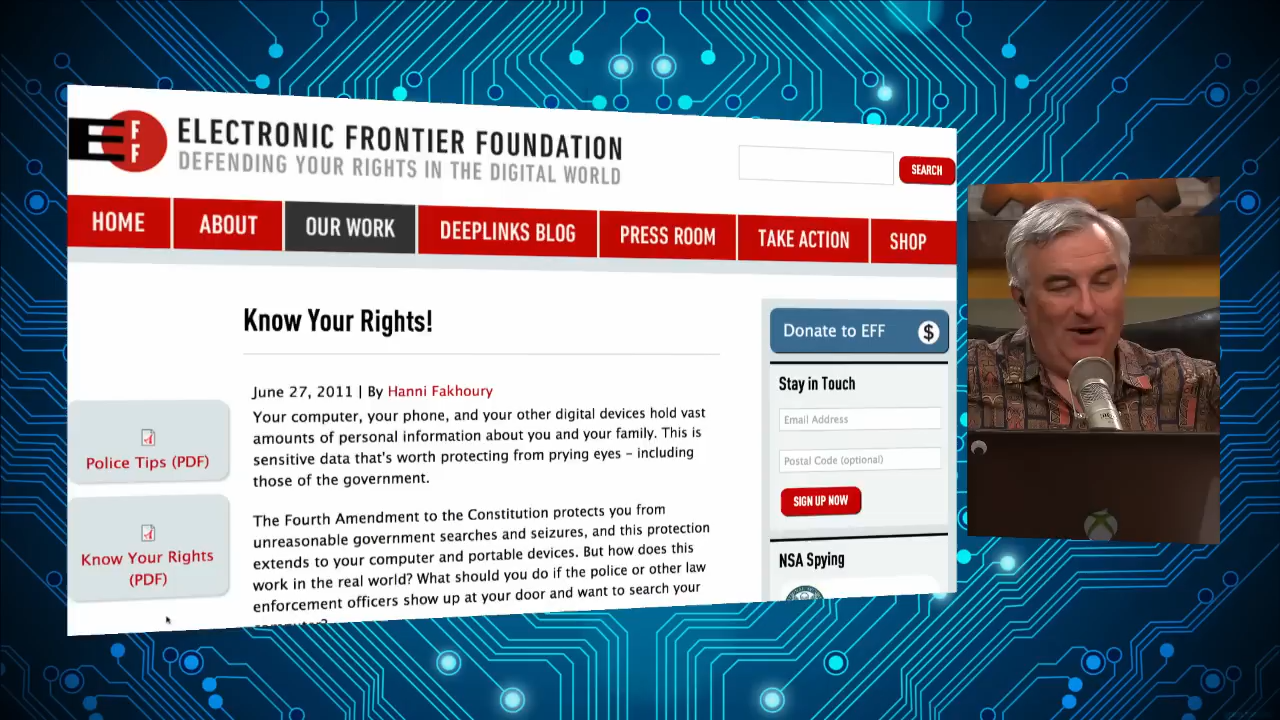 E
F
F
ELECTRONIC FRONTIER FOUNDATION
DEFENDING YOUR RIGHTS IN THE DIGITAL WORLD
SEARCH
HOME
ABOUT
OUR WORK
DEEPLINKS BLOG
PRESS ROOM
TAKE ACTION
SHOP
Know Your Rights!
June 27, 2011 | By Hanni Fakhoury
Your computer, your phone, and your other digital devices hold vast
amounts of personal information about you and your family. This is
sensitive data that's worth protecting from prying eyes – including
those of the government.
The Fourth Amendment to the Constitution protects you from
unreasonable government searches and seizures, and this protection
extends to your computer and portable devices. But how does this
work in the real world? What should you do if the police or other law
enforcement officers show up at your door and want to search your
computer?
Police Tips (PDF)
Know Your Rights
(PDF)
Donate to EFF $
Stay in Touch
Email Address
Postal Code (optional)
SIGN UP NOW
NSA Spying